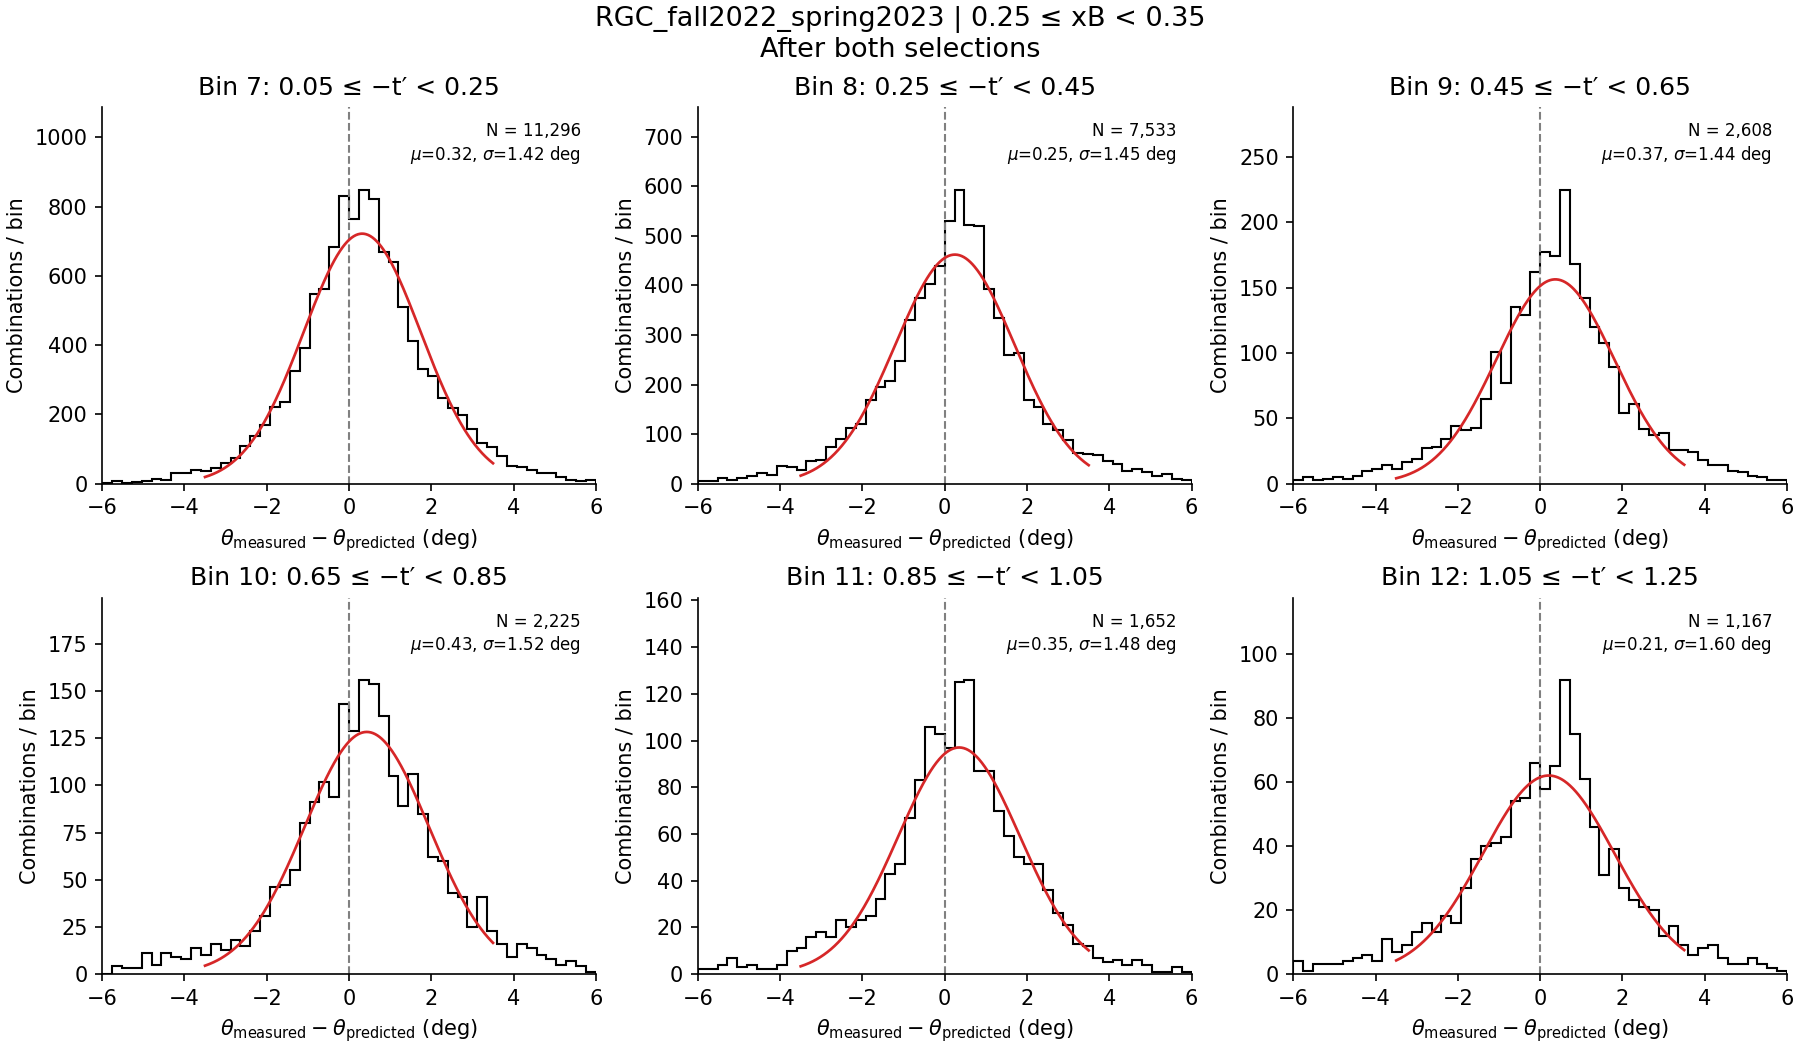 RGC_fall2022_spring2023 | 0.25 ≤ xB < 0.35
After both selections
Bin 7: 0.05 ≤ −t′ < 0.25
N = 11,296
μ=0.32, σ=1.42 deg
Combinations / bin
0
200
400
600
800
1000
−6 −4 −2 0 2 4 6
θmeasured − θpredicted (deg)
Bin 8: 0.25 ≤ −t′ < 0.45
N = 7,533
μ=0.25, σ=1.45 deg
Combinations / bin
0
100
200
300
400
500
600
700
−6 −4 −2 0 2 4 6
θmeasured − θpredicted (deg)
Bin 9: 0.45 ≤ −t′ < 0.65
N = 2,608
μ=0.37, σ=1.44 deg
Combinations / bin
0
50
100
150
200
250
−6 −4 −2 0 2 4 6
θmeasured − θpredicted (deg)
Bin 10: 0.65 ≤ −t′ < 0.85
N = 2,225
μ=0.43, σ=1.52 deg
Combinations / bin
0
25
50
75
100
125
150
175
−6 −4 −2 0 2 4 6
θmeasured − θpredicted (deg)
Bin 11: 0.85 ≤ −t′ < 1.05
N = 1,652
μ=0.35, σ=1.48 deg
Combinations / bin
0
20
40
60
80
100
120
140
160
−6 −4 −2 0 2 4 6
θmeasured − θpredicted (deg)
Bin 12: 1.05 ≤ −t′ < 1.25
N = 1,167
μ=0.21, σ=1.60 deg
Combinations / bin
0
20
40
60
80
100
−6 −4 −2 0 2 4 6
θmeasured − θpredicted (deg)